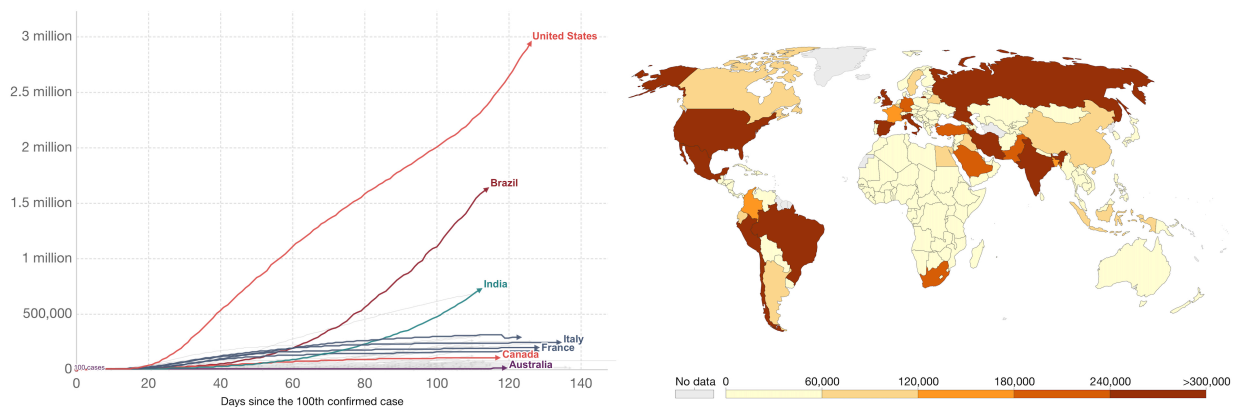 3 million
2.5 million
2 million
1.5 million
1 million
500,000
0
United States
Brazil
India
Italy
France
Canada
Australia
100 cases
0 20 40 60 80 100 120 140
Days since the 100th confirmed case
No data 0 60,000 120,000 180,000 240,000 >300,000